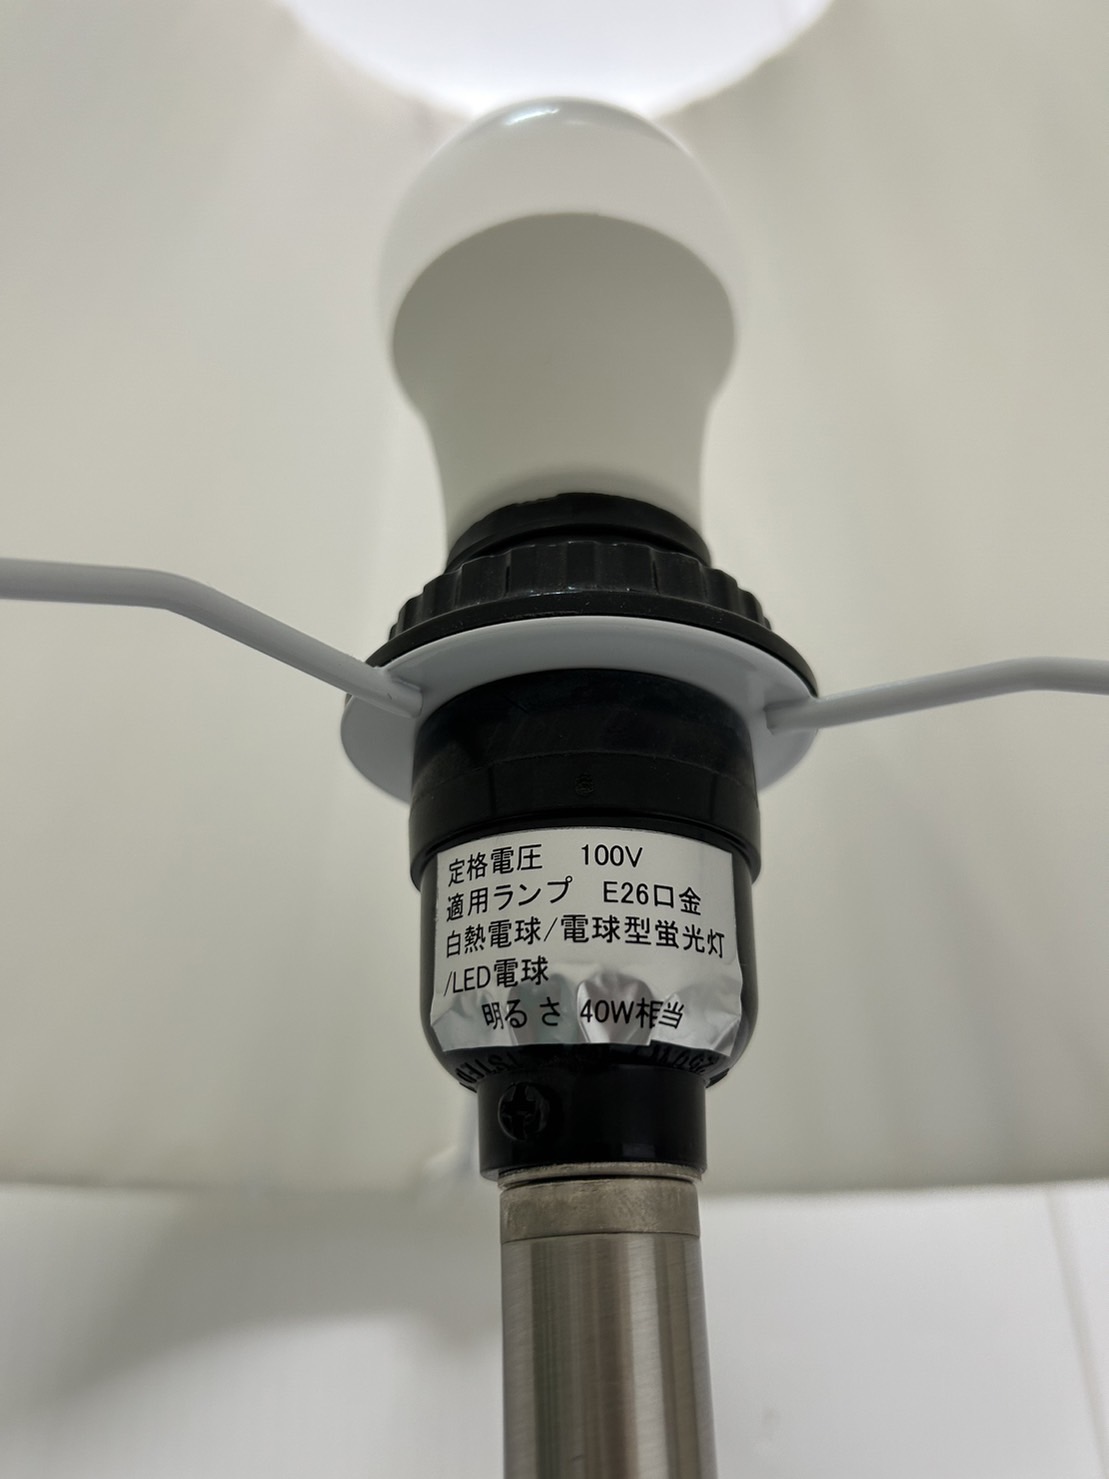 定格電圧 100V
適用ランプ E26口金
白熱電球/電球型蛍光灯
/LED電球
明るさ 40W相当